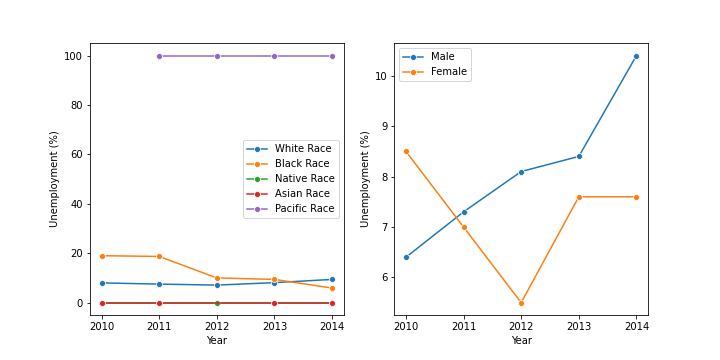 Unemployment (%)
100
80
60
40
20
0
2010 2011 2012 2013 2014
Year
White Race
Black Race
Native Race
Asian Race
Pacific Race
Unemployment (%)
10
9
8
7
6
2010 2011 2012 2013 2014
Year
Male
Female